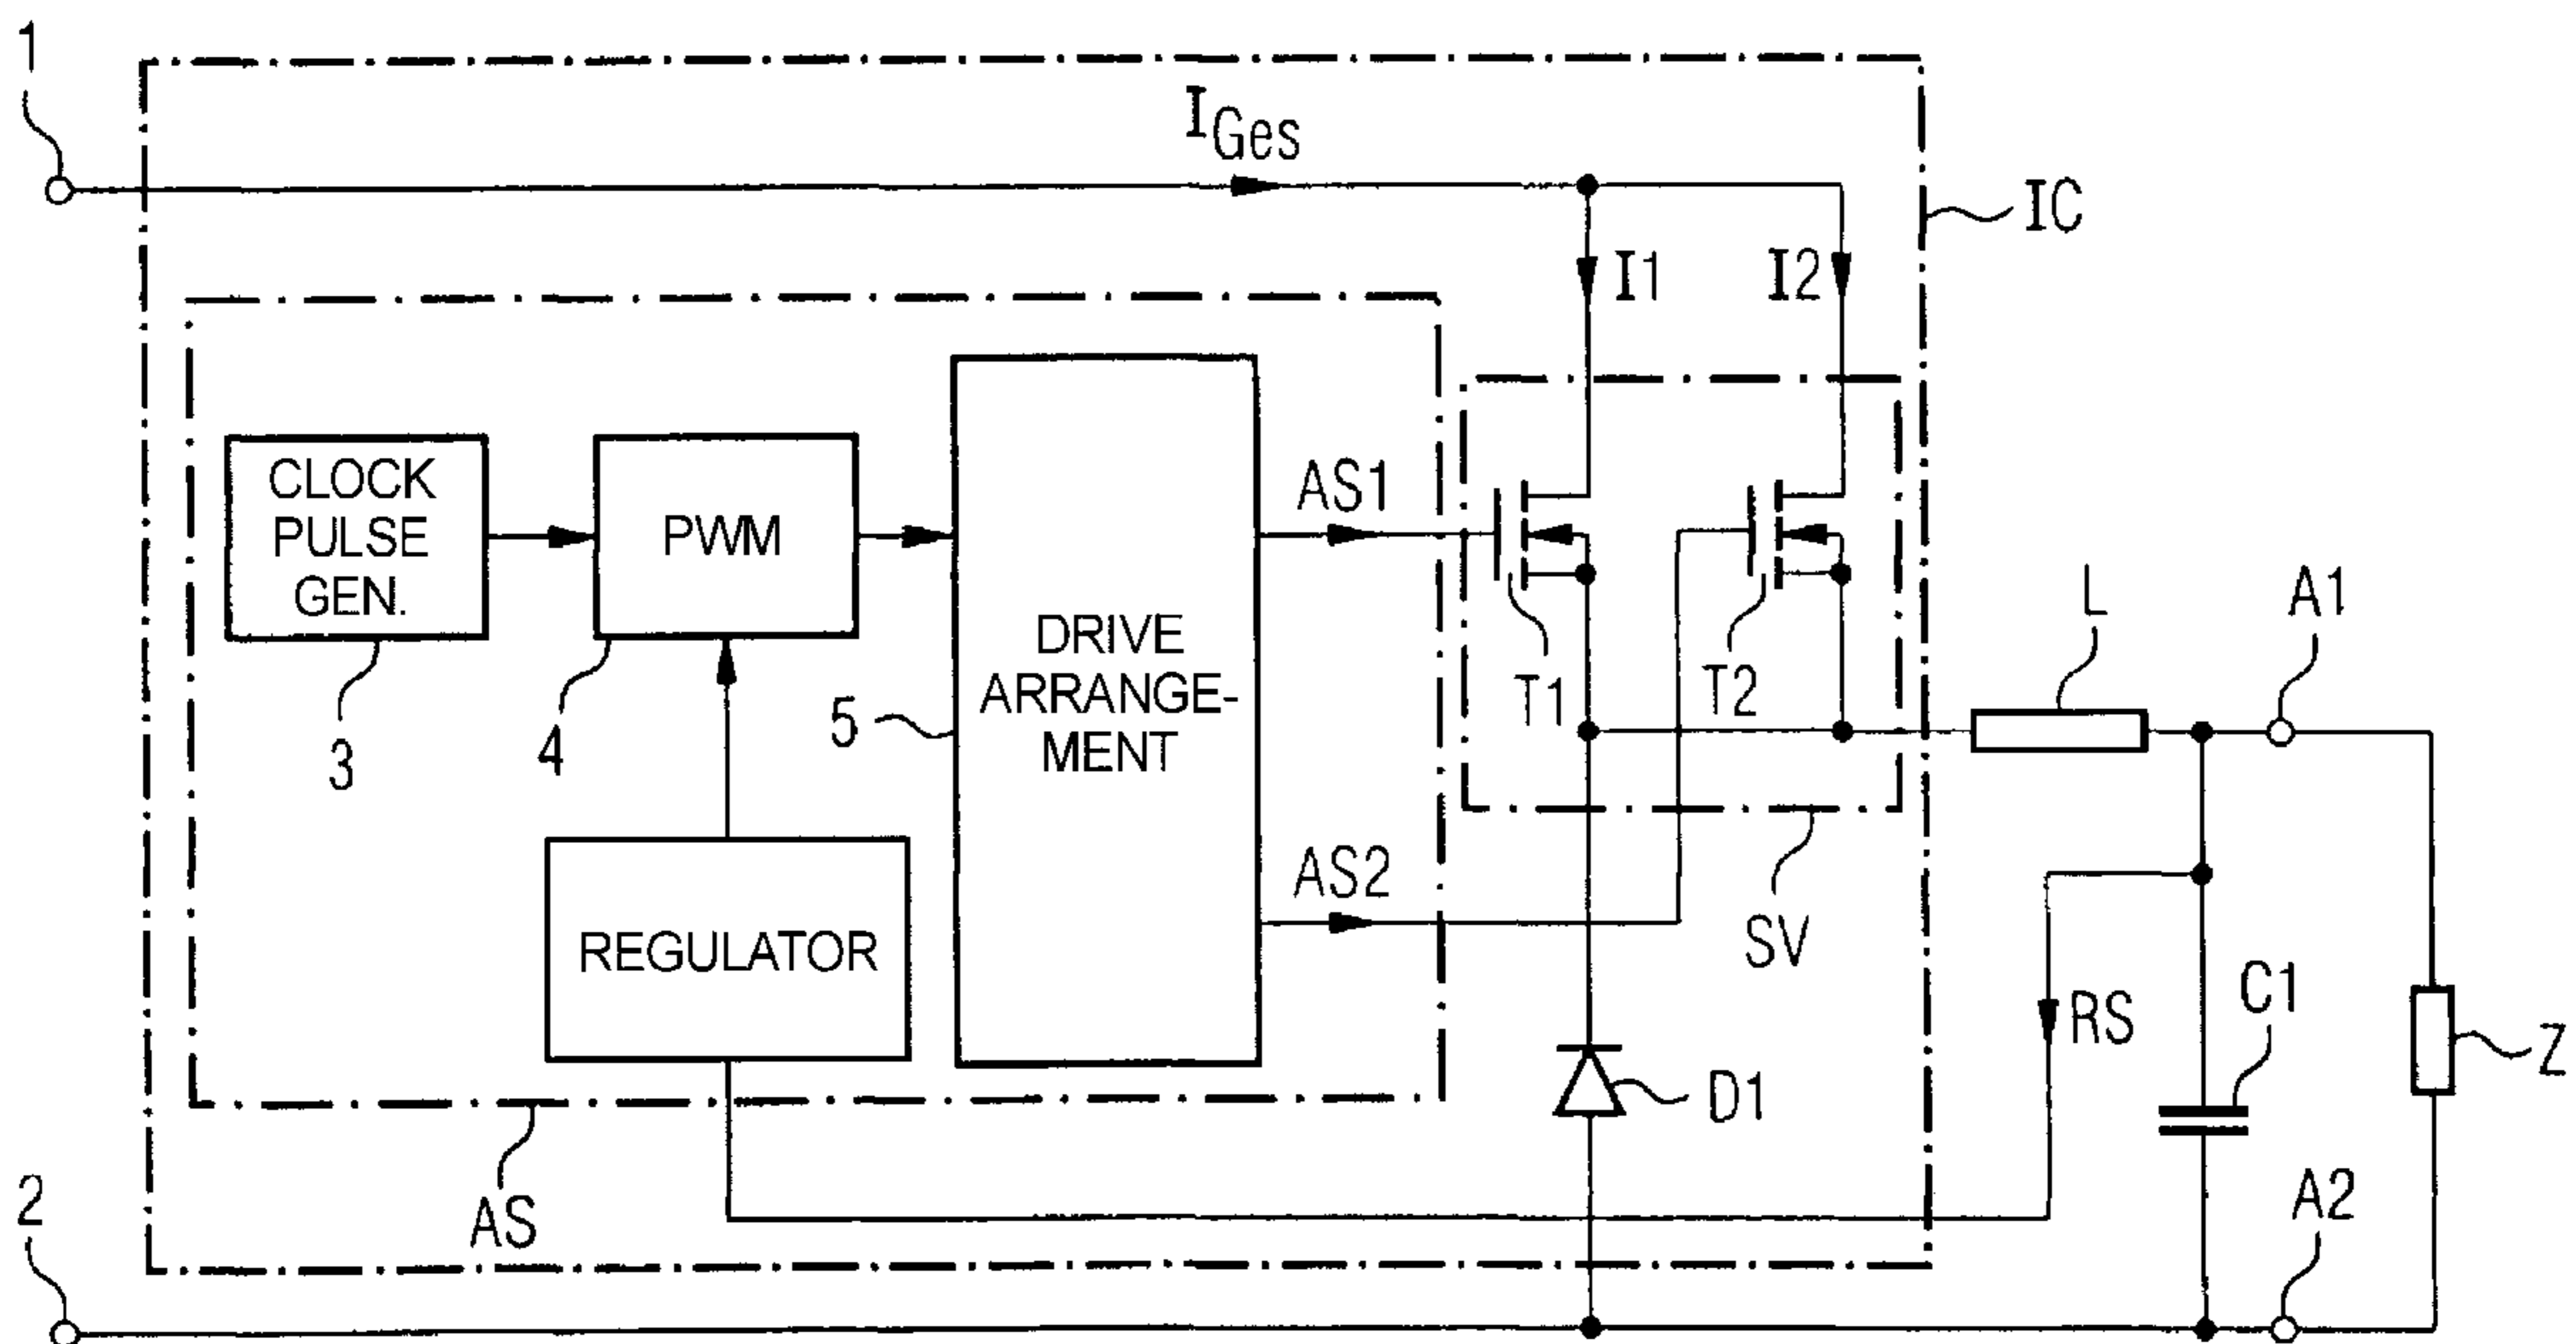 1
I_Ges
IC
I1
I2
CLOCK
PULSE
GEN.
PWM
DRIVE
ARRANGE-
MENT
AS1
T1
T2
L
A1
3
4
5
REGULATOR
AS2
SV
RS
C1
Z
D1
AS
2
A2